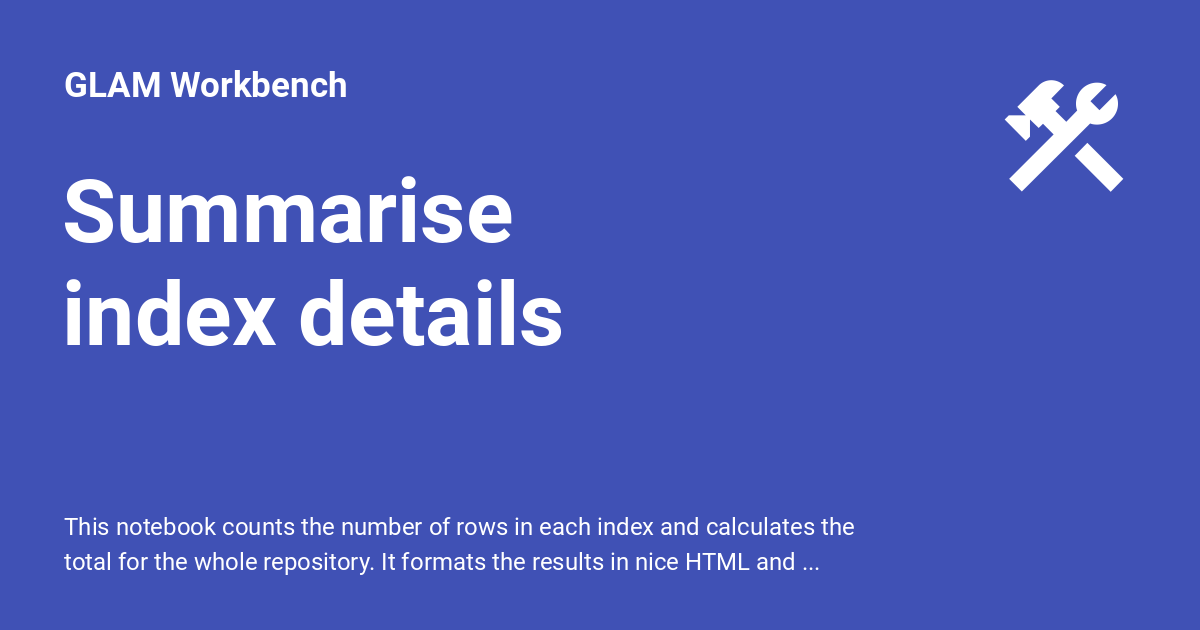 GLAM Workbench
Summarise
index details
This notebook counts the number of rows in each index and calculates the
total for the whole repository. It formats the results in nice HTML and ...